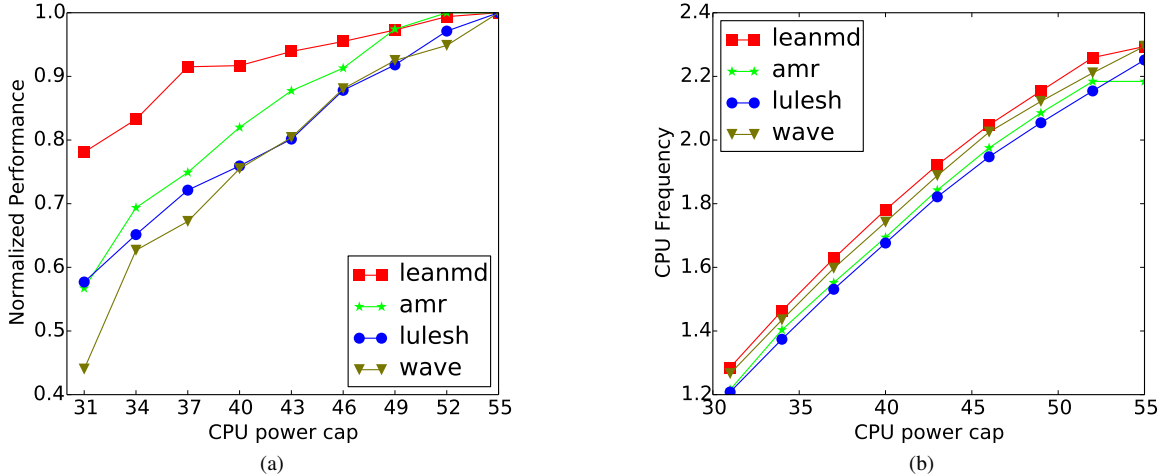 (a)
1.0
0.9
0.8
0.7
0.6
0.5
0.4
Normalized Performance
leanmd
amr
lulesh
wave
31 34 37 40 43 46 49 52 55
CPU power cap
(a)
(b)
2.4
2.2
2.0
1.8
1.6
1.4
1.2
CPU Frequency
leanmd
amr
lulesh
wave
30 35 40 45 50 55
CPU power cap
(b)